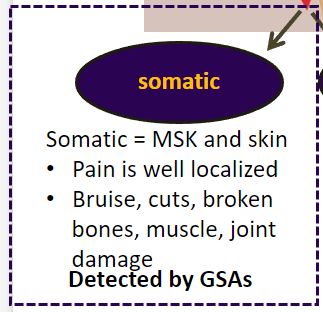 somatic
Somatic = MSK and skin
• Pain is well localized
• Bruise, cuts, broken
bones, muscle, joint
damage
Detected by GSAs